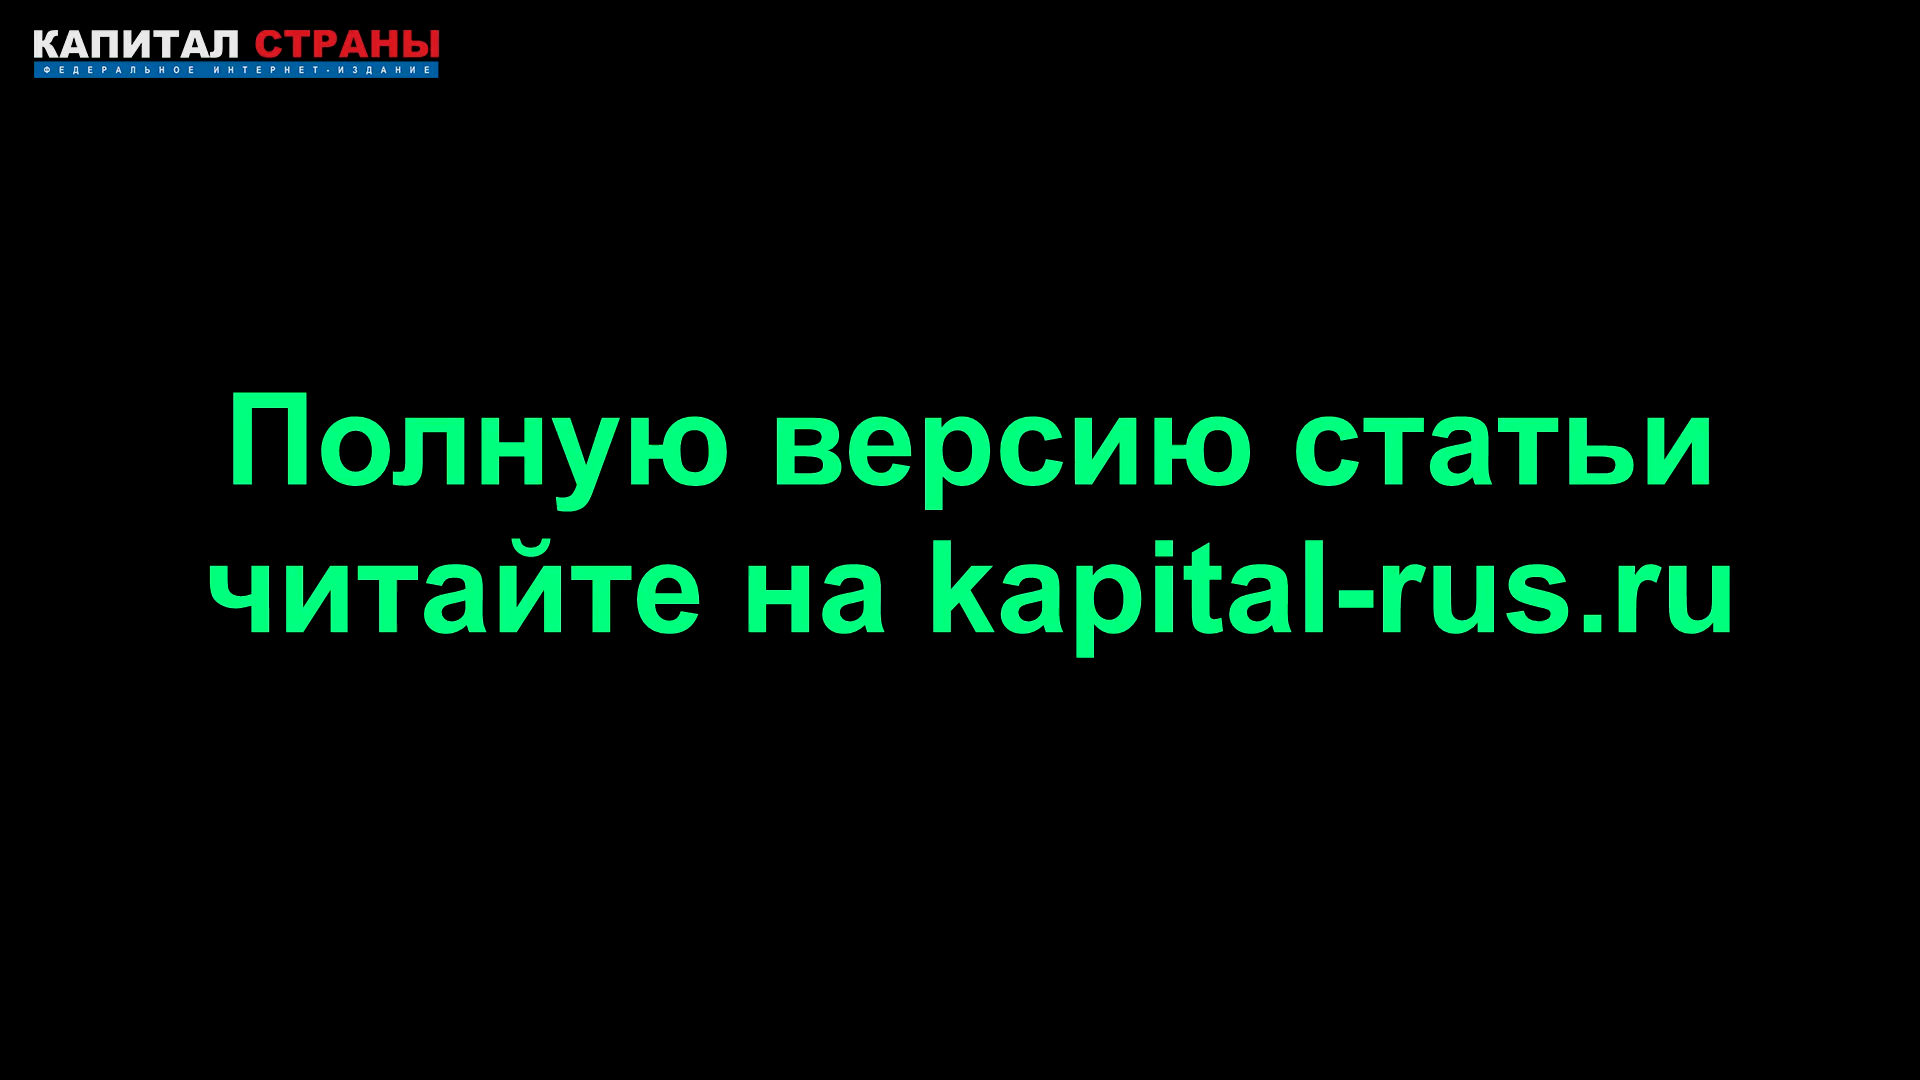 КАПИТАЛ СТРАНЫ
ФЕДЕРАЛЬНОЕ ИНТЕРНЕТ-ИЗДАНИЕ
Полную версию статьи
читайте на kapital-rus.ru